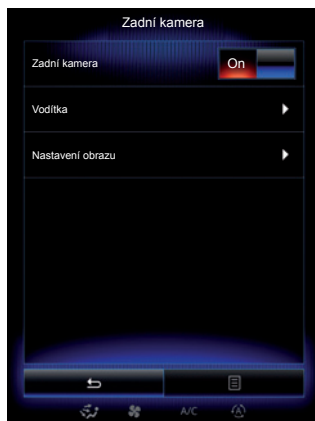 Zadní kamera
Zadní kamera On
Vodítka
Nastavení obrazu
A/C